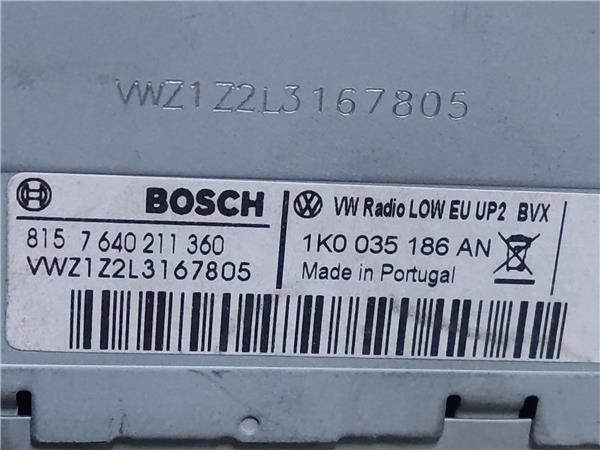 VWZ1Z2L3167805
BOSCH
815 7 640 211 360
VWZ1Z2L3167805
VW Radio LOW EU UP2 BVX
1K0 035 186 AN
Made in Portugal